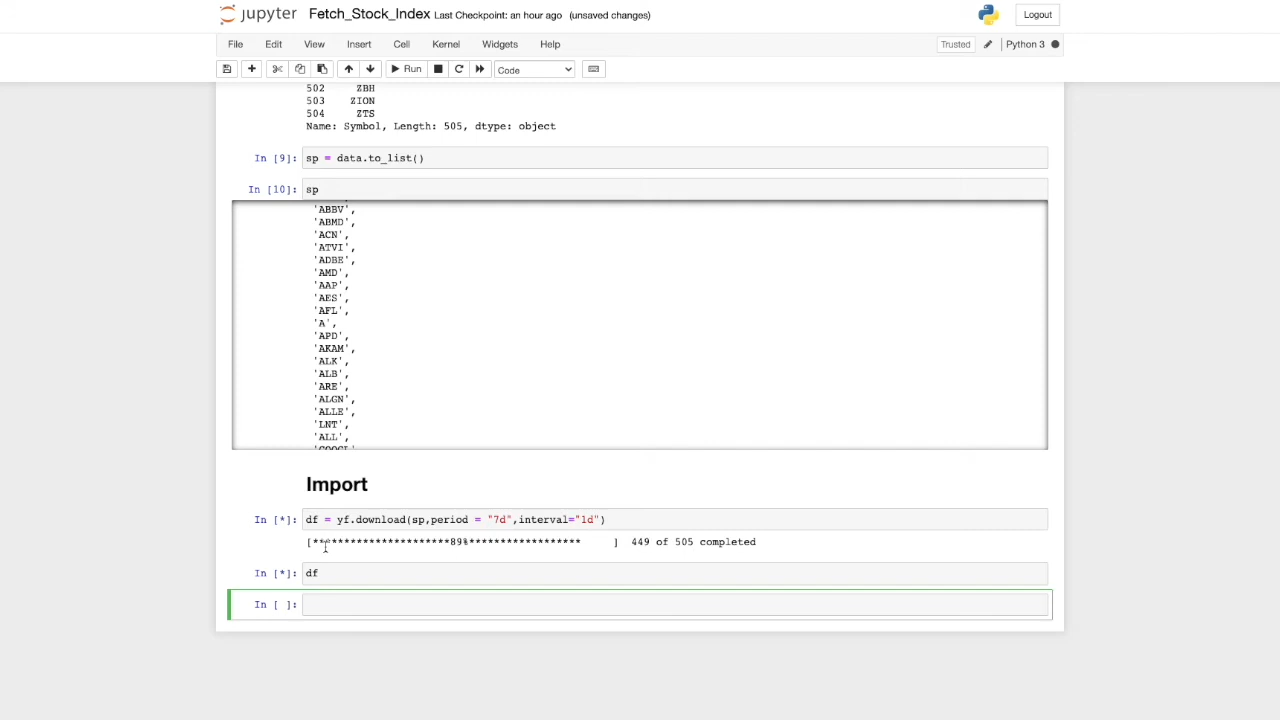 jupyter Fetch_Stock_Index Last Checkpoint: an hour ago (unsaved changes) Logout
File Edit View Insert Cell Kernel Widgets Help Trusted Python 3
Run Code
502 ZBH
503 ZION
504 ZTS
Name: Symbol, Length: 505, dtype: object
In [9]: sp = data.to_list()
In [10]: sp
'ABBV',
'ABMD',
'ACN',
'ATVI',
'ADBE',
'AMD',
'AAP',
'AES',
'AFL',
'A',
'APD',
'AKAM',
'ALK',
'ALB',
'ARE',
'ALGN',
'ALLE',
'LNT',
'ALL',
'GOOGL'
Import
In [*]: df = yf.download(sp,period = "7d",interval="1d")
[**********************89%****************** ] 449 of 505 completed
In [*]: df
In [ ]: